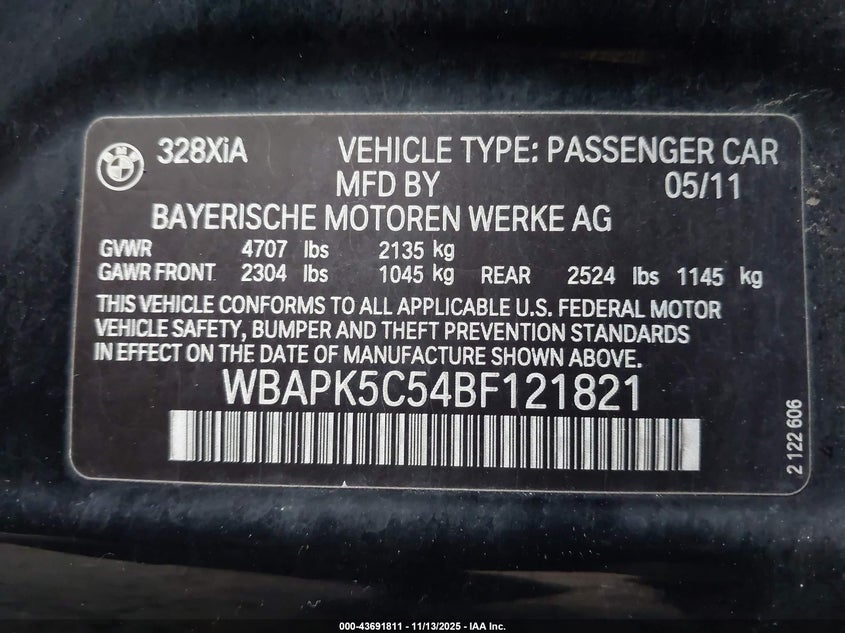 328XiA VEHICLE TYPE: PASSENGER CAR
MFD BY 05/11
BAYERISCHE MOTOREN WERKE AG
GVWR 4707 lbs 2135 kg
GAWR FRONT 2304 lbs 1045 kg REAR 2524 lbs 1145 kg
THIS VEHICLE CONFORMS TO ALL APPLICABLE U.S. FEDERAL MOTOR
VEHICLE SAFETY, BUMPER AND THEFT PREVENTION STANDARDS
IN EFFECT ON THE DATE OF MANUFACTURE SHOWN ABOVE.
WBAPK5C54BF121821
2 122 606
000-43691811 - 11/13/2025 - IAA Inc.